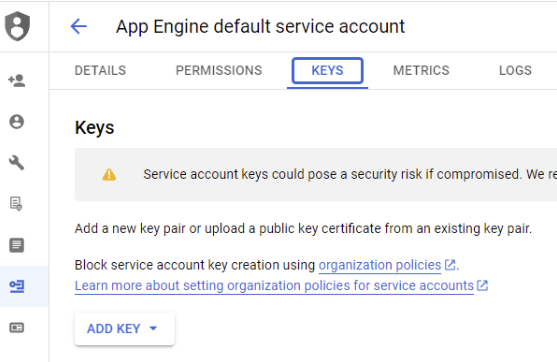 App Engine default service account
DETAILS PERMISSIONS KEYS METRICS LOGS
Keys
Service account keys could pose a security risk if compromised. We re
Add a new key pair or upload a public key certificate from an existing key pair.
Block service account key creation using organization policies.
Learn more about setting organization policies for service accounts
ADD KEY